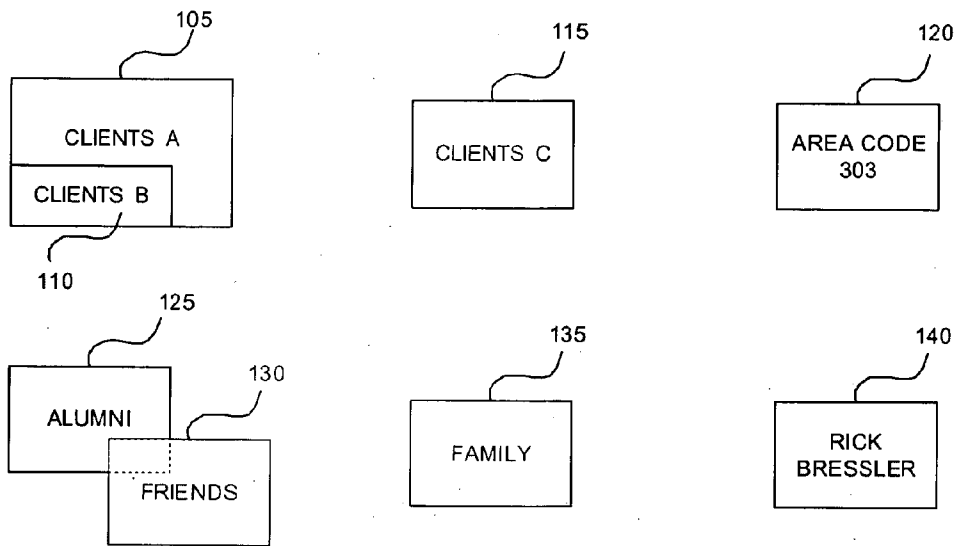 105
115
120
CLIENTS A
CLIENTS C
AREA CODE
303
CLIENTS B
110
125
135
140
130
ALUMNI
FAMILY
RICK
BRESSLER
FRIENDS